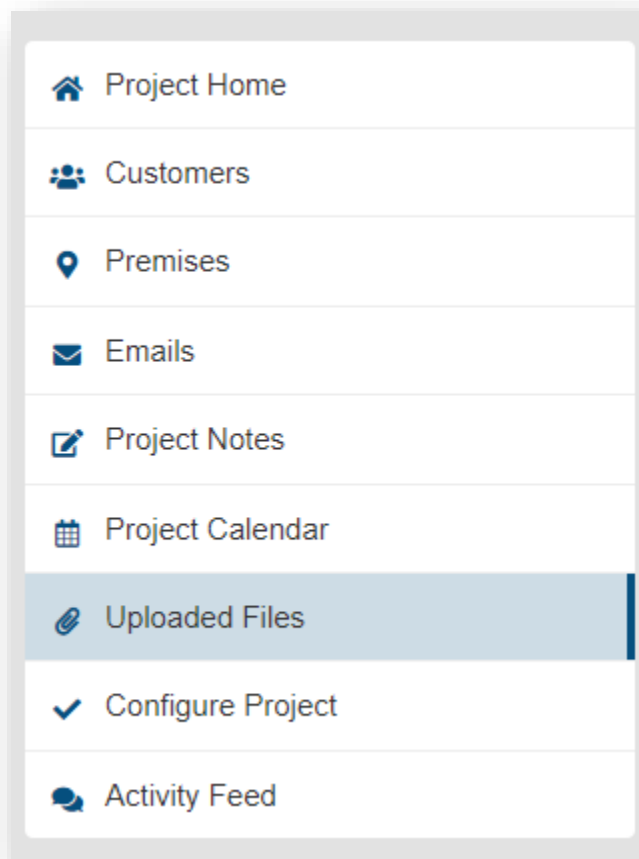 Project Home
Customers
Premises
Emails
Project Notes
Project Calendar
Uploaded Files
Configure Project
Activity Feed